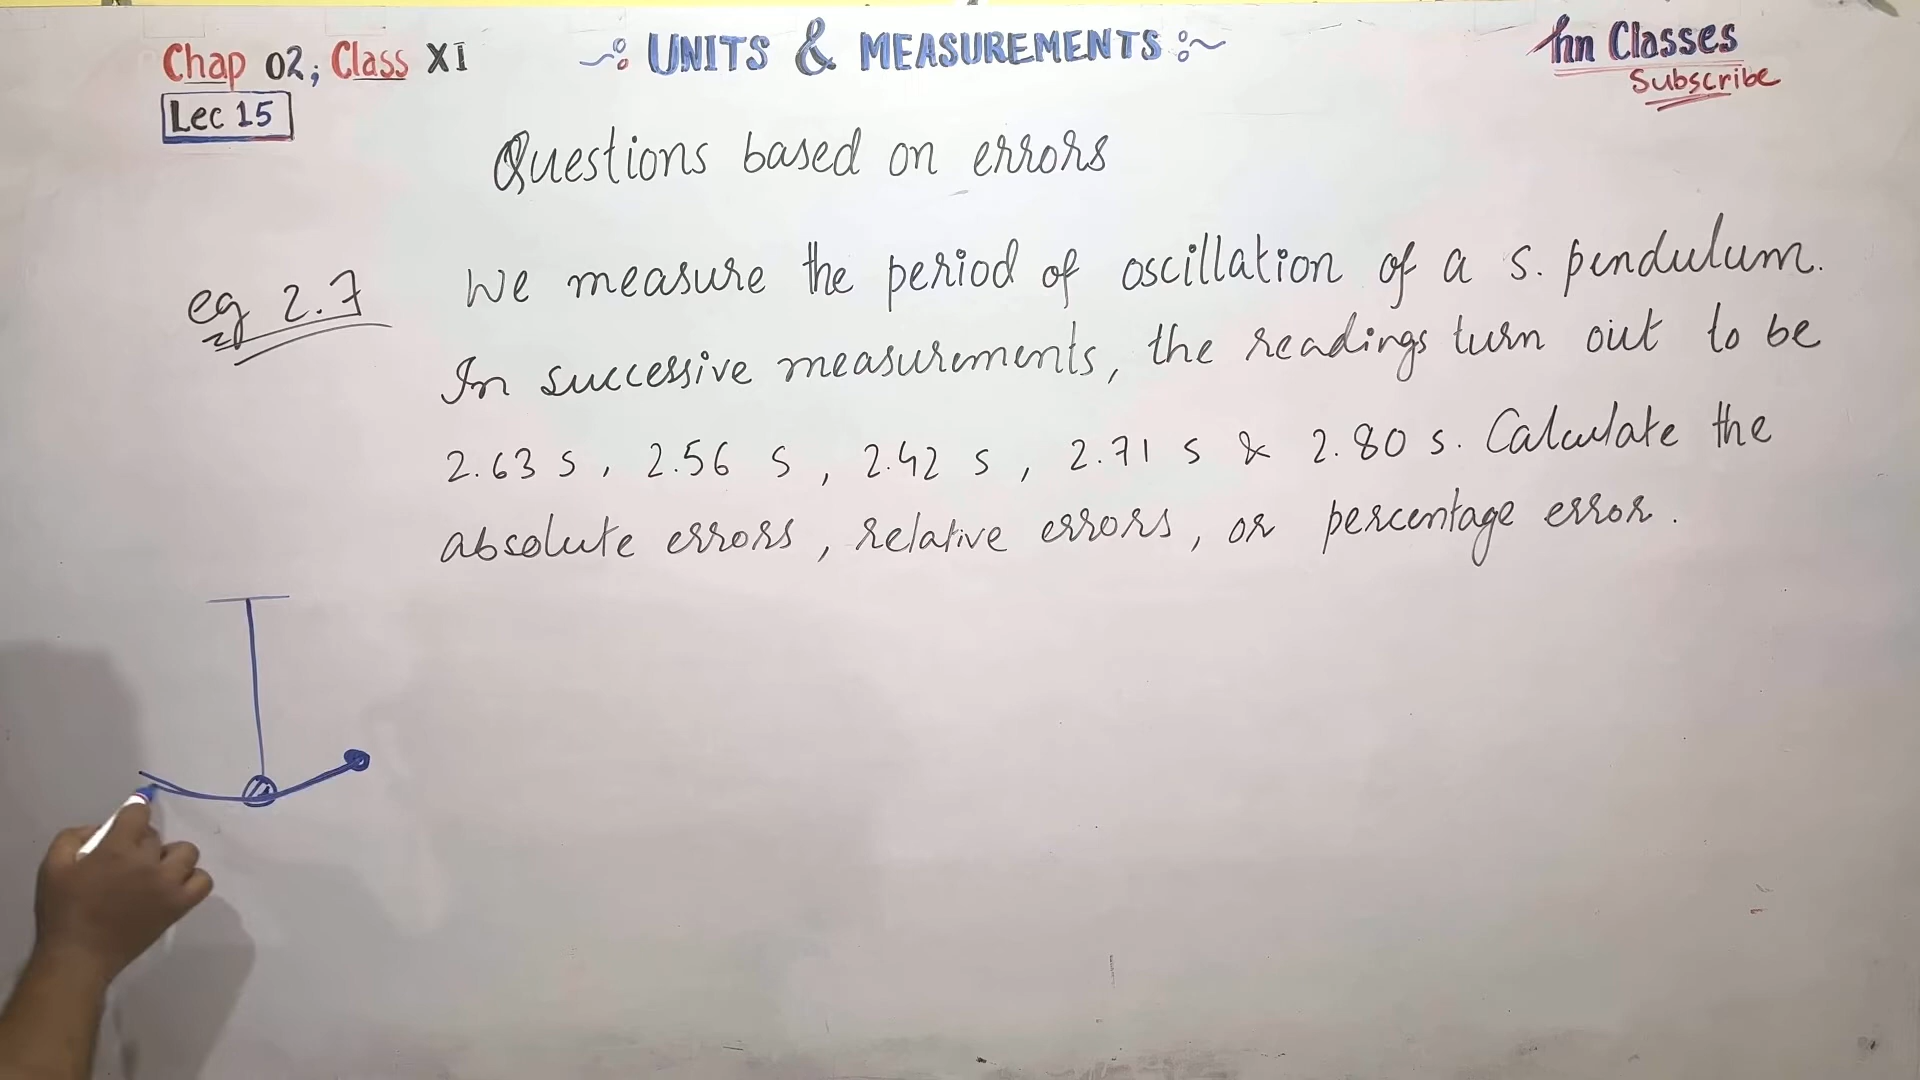 Chap 02; Class XI
~: UNITS & MEASUREMENTS :~
hn Classes
Subscribe
Lec 15
Questions based on errors
eg 2.7
We measure the period of oscillation of a s. pendulum.
In successive measurements, the readings turn out to be
2.63 s, 2.56 s, 2.42 s, 2.71 s & 2.80 s. Calculate the
absolute errors, relative errors, or percentage error.